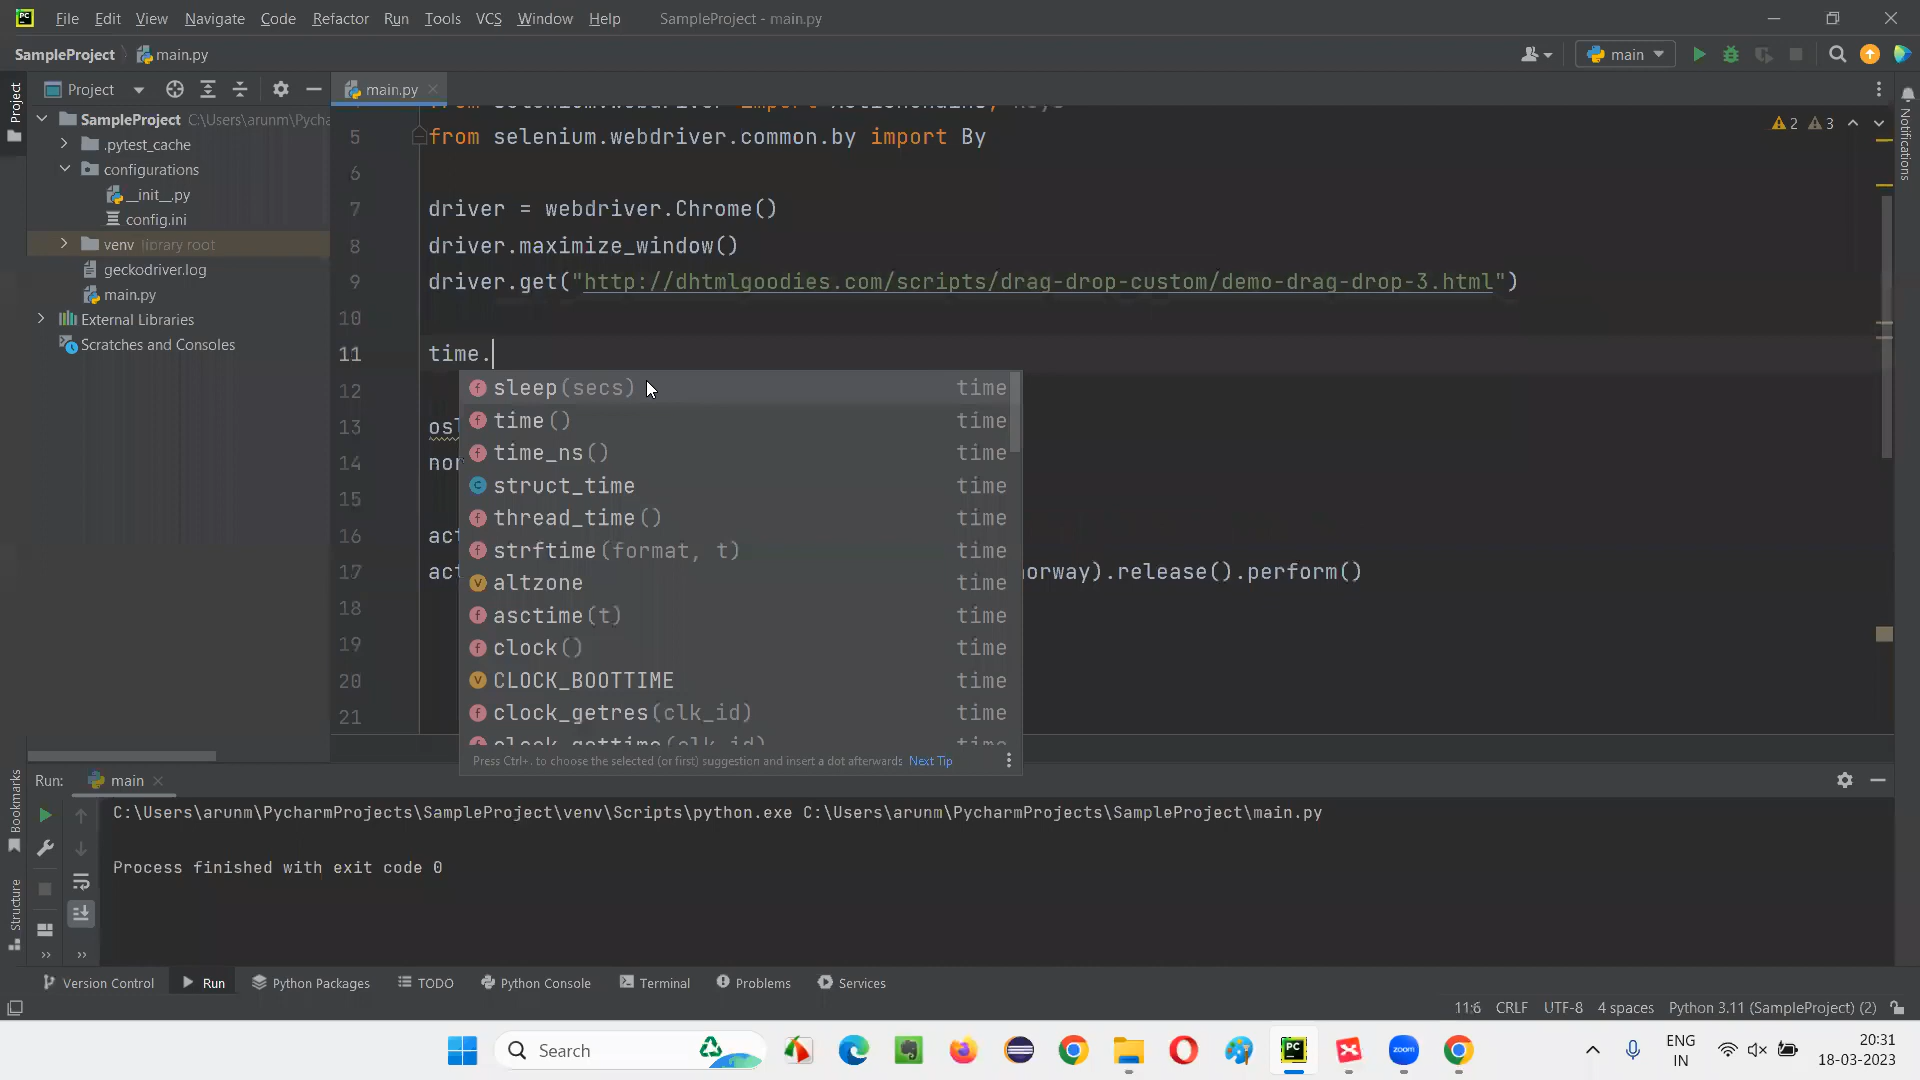 File Edit View Navigate Code Refactor Run Tools VCS Window Help SampleProject - main.py
SampleProject main.py
main
Project
main.py
Project
SampleProject C:\Users\arunm\Pycha
.pytest_cache
configurations
__init__.py
config.ini
venv library root
geckodriver.log
main.py
External Libraries
Scratches and Consoles
5 from selenium.webdriver.common.by import By
6
7 driver = webdriver.Chrome()
8 driver.maximize_window()
9 driver.get("http://dhtmlgoodies.com/scripts/drag-drop-custom/demo-drag-drop-3.html")
10
11 time.
12
13 osl
14 nor
15
16 act
17 act orway).release().perform()
18
19
20
21
2 3
Notifications
sleep(secs) time
time() time
time_ns() time
struct_time time
thread_time() time
strftime(format, t) time
altzone time
asctime(t) time
clock() time
CLOCK_BOOTTIME time
clock_getres(clk_id) time
clock_gettime(clk_id) time
Press Ctrl+. to choose the selected (or first) suggestion and insert a dot afterwards Next Tip
Run: main
C:\Users\arunm\PycharmProjects\SampleProject\venv\Scripts\python.exe C:\Users\arunm\PycharmProjects\SampleProject\main.py
Process finished with exit code 0
Bookmarks
Structure
Version Control Run Python Packages TODO Python Console Terminal Problems Services
11:6 CRLF UTF-8 4 spaces Python 3.11 (SampleProject) (2)
Search
zoom
ENG
IN
20:31
18-03-2023